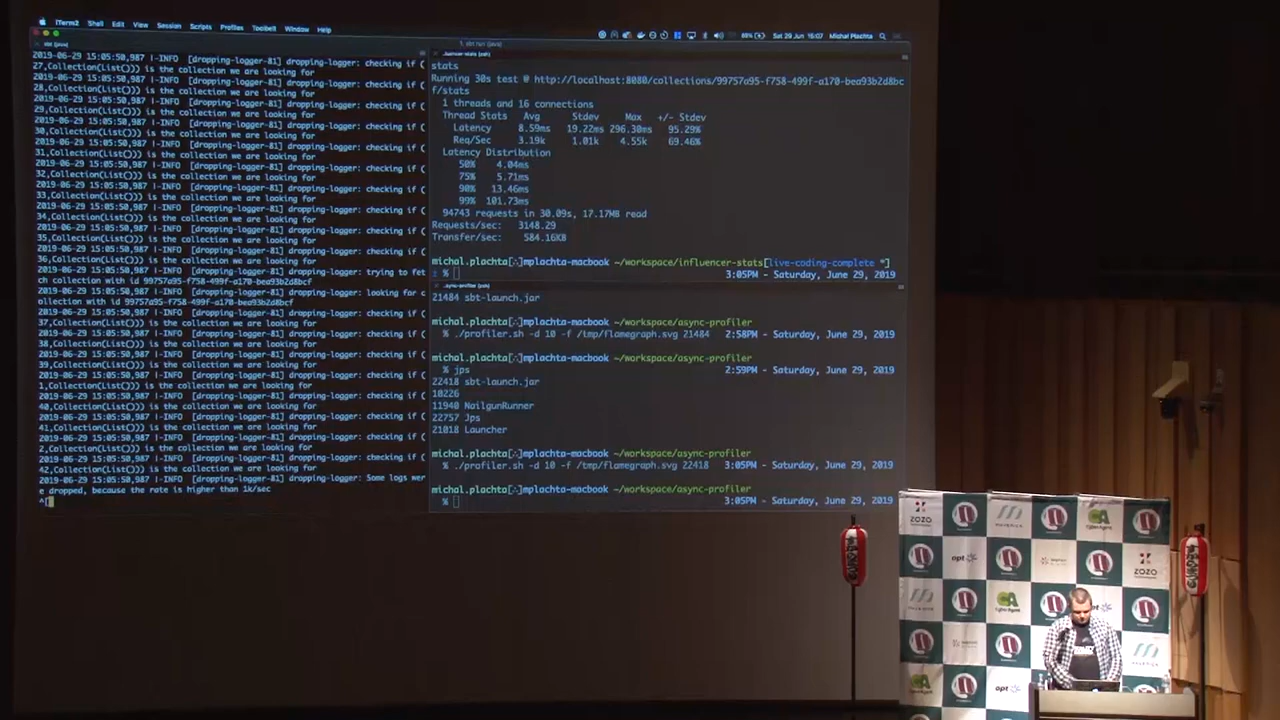 iTerm2 Shell Edit View Session Scripts Profiles Toolbelt Window Help
88% Sat 29 Jun 15:07 Michal Plachta
1. sbt run (java)
sbt (java)
2019-06-29 15:05:50,987 |-INFO [dropping-logger-81] dropping-logger: checking if (
27,Collection(List())) is the collection we are looking for
2019-06-29 15:05:50,987 |-INFO [dropping-logger-81] dropping-logger: checking if (
28,Collection(List())) is the collection we are looking for
2019-06-29 15:05:50,987 |-INFO [dropping-logger-81] dropping-logger: checking if (
29,Collection(List())) is the collection we are looking for
2019-06-29 15:05:50,987 |-INFO [dropping-logger-81] dropping-logger: checking if (
30,Collection(List())) is the collection we are looking for
2019-06-29 15:05:50,987 |-INFO [dropping-logger-81] dropping-logger: checking if (
31,Collection(List())) is the collection we are looking for
2019-06-29 15:05:50,987 |-INFO [dropping-logger-81] dropping-logger: checking if (
32,Collection(List())) is the collection we are looking for
2019-06-29 15:05:50,987 |-INFO [dropping-logger-81] dropping-logger: checking if (
33,Collection(List())) is the collection we are looking for
2019-06-29 15:05:50,987 |-INFO [dropping-logger-81] dropping-logger: checking if (
34,Collection(List())) is the collection we are looking for
2019-06-29 15:05:50,987 |-INFO [dropping-logger-81] dropping-logger: checking if (
35,Collection(List())) is the collection we are looking for
2019-06-29 15:05:50,987 |-INFO [dropping-logger-81] dropping-logger: checking if (
36,Collection(List())) is the collection we are looking for
2019-06-29 15:05:50,987 |-INFO [dropping-logger-81] dropping-logger: trying to fet
ch collection with id 99757a95-f758-499f-a170-bea93b2d8bcf
2019-06-29 15:05:50,987 |-INFO [dropping-logger-81] dropping-logger: looking for c
ollection with id 99757a95-f758-499f-a170-bea93b2d8bcf
2019-06-29 15:05:50,987 |-INFO [dropping-logger-81] dropping-logger: checking if (
37,Collection(List())) is the collection we are looking for
2019-06-29 15:05:50,987 |-INFO [dropping-logger-81] dropping-logger: checking if (
38,Collection(List())) is the collection we are looking for
2019-06-29 15:05:50,987 |-INFO [dropping-logger-81] dropping-logger: checking if (
39,Collection(List())) is the collection we are looking for
2019-06-29 15:05:50,987 |-INFO [dropping-logger-81] dropping-logger: checking if (
1,Collection(List())) is the collection we are looking for
2019-06-29 15:05:50,987 |-INFO [dropping-logger-81] dropping-logger: checking if (
40,Collection(List())) is the collection we are looking for
2019-06-29 15:05:50,987 |-INFO [dropping-logger-81] dropping-logger: checking if (
41,Collection(List())) is the collection we are looking for
2019-06-29 15:05:50,987 |-INFO [dropping-logger-81] dropping-logger: checking if (
2,Collection(List())) is the collection we are looking for
2019-06-29 15:05:50,987 |-INFO [dropping-logger-81] dropping-logger: checking if (
42,Collection(List())) is the collection we are looking for
2019-06-29 15:05:50,987 |-INFO [dropping-logger-81] dropping-logger: Some logs wer
e dropped, because the rate is higher than 1k/sec
^[
stats
Running 30s test @ http://localhost:8080/collections/99757a95-f758-499f-a170-bea93b2d8bc
f/stats
1 threads and 16 connections
Thread Stats Avg Stdev Max +/- Stdev
Latency 8.59ms 19.22ms 296.30ms 95.29%
Req/Sec 3.19k 1.01k 4.55k 69.46%
Latency Distribution
50% 4.04ms
75% 5.71ms
90% 13.46ms
99% 101.73ms
94743 requests in 30.09s, 17.17MB read
Requests/sec: 3148.29
Transfer/sec: 584.16KB
michal.plachta[∴]mplachta-macbook ~/workspace/influencer-stats[live-coding-complete *]
% 3:05PM - Saturday, June 29, 2019
21484 sbt-launch.jar
michal.plachta[∴]mplachta-macbook ~/workspace/async-profiler
% ./profiler.sh -d 10 -f /tmp/flamegraph.svg 21484 2:58PM - Saturday, June 29, 2019
michal.plachta[∴]mplachta-macbook ~/workspace/async-profiler
% jps 2:59PM - Saturday, June 29, 2019
22418 sbt-launch.jar
10226
11940 NailgunRunner
22757 Jps
21018 Launcher
michal.plachta[∴]mplachta-macbook ~/workspace/async-profiler
% ./profiler.sh -d 10 -f /tmp/flamegraph.svg 22418 3:05PM - Saturday, June 29, 2019
michal.plachta[∴]mplachta-macbook ~/workspace/async-profiler
% 3:05PM - Saturday, June 29, 2019
ZOZO
CyberAgent
opt
ZOZO
CyberAgent
opt
opt